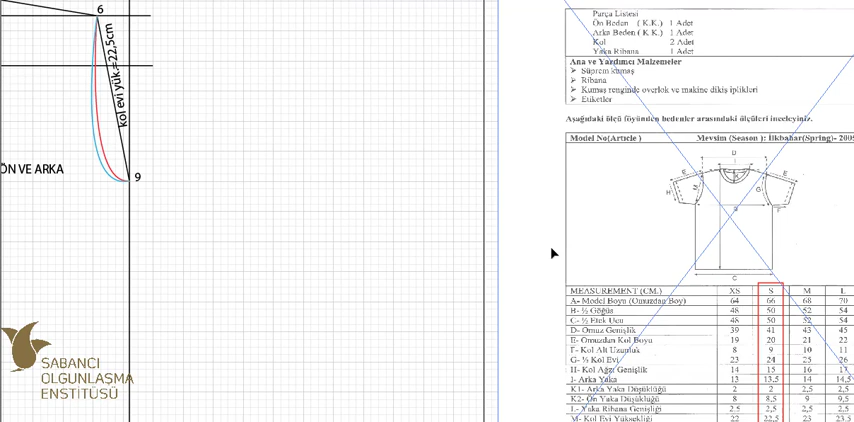 6
kol evi yük.=22,5cm
ÖN VE ARKA
9
SABANCI
OLGUNLAŞMA
ENSTİTÜSÜ
Parça Listesi
Ön Beden ( K.K.) 1 Adet
Arka Beden ( K.K.) 1 Adet
Kol 2 Adet
Yaka Ribana 1 Adet
Ana ve Yardımcı Malzemeler
➤ Süprem kumaş
➤ Ribana
➤ Kumaş renginde overlok ve makine dikiş iplikleri
➤ Etiketler
Aşağıdaki ölçü föyünden bedenler arasındaki ölçüleri inceleyiniz.
Model No(Article ) Mevsim (Season ): İlkbahar(Spring)- 2005
D
I
E
E
K
M
G
H
F
B
C
MEASUREMENT (CM.) XS S M L
A- Model Boyu (Omuzdan Boy) 64 66 68 70
B- ½ Göğüs 48 50 52 54
C- ½ Etek Ucu 48 50 52 54
D- Omuz Genişlik 39 41 43 45
E- Omuzdan Kol Boyu 19 20 21 22
F- Kol Alt Uzunluk 8 9 10 11
G- ½ Kol Evi 23 24 25 26
H- Kol Ağzı Genişlik 14 15 16 17
I- Arka Yaka 13 13,5 14 14,5
K1- Arka Yaka Düşüklüğü 2 2 2,5 2,5
K2- Ön Yaka Düşüklüğü 8 8,5 9 9,5
L- Yaka Ribana Genişliği 2,5 2,5 2,5 2,5
M- Kol Evi Yüksekliği 22 22,5 23 23,5